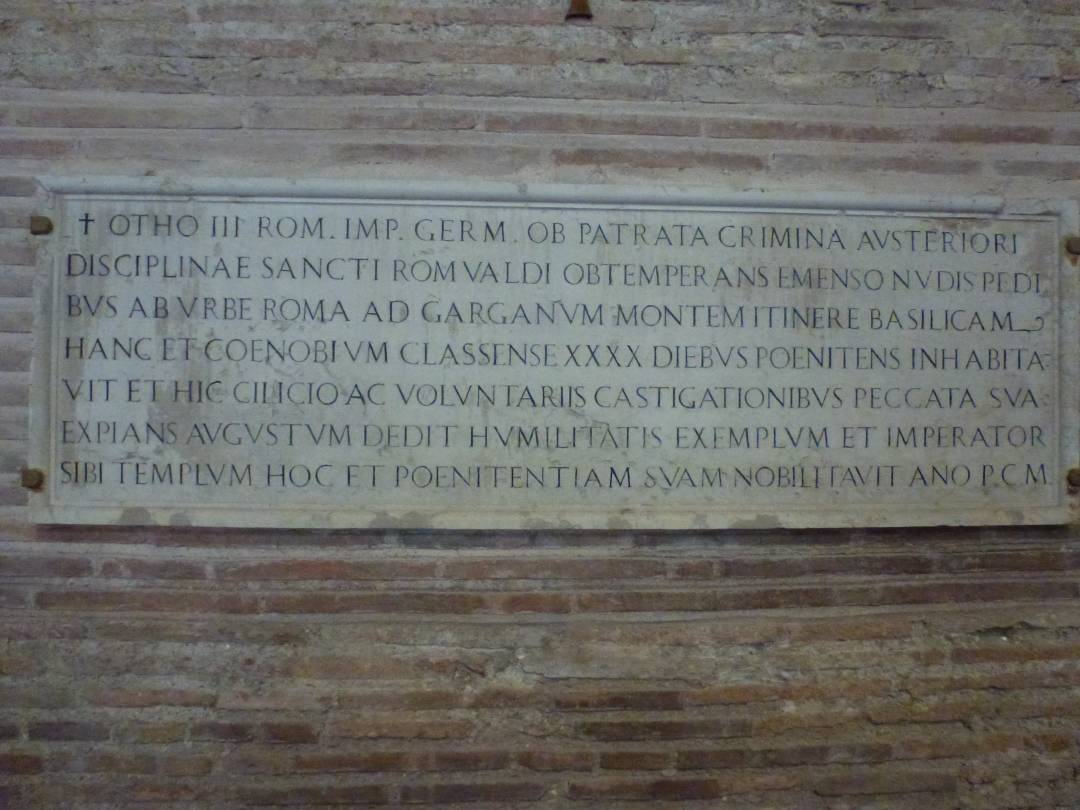 ✝ OTHO III ROM. IMP. GERM. OB PATRATA CRIMINA AVSTERIORI
DISCIPLINAE SANCTI ROMVALDI OBTEMPERANS EMENSO NVDIS PEDI
BVS AB VRBE ROMA AD GARGANVM MONTEM ITINERE BASILICAM
HANC ET COENOBIVM CLASSENSE XXXX DIEBVS POENITENS INHABITA
VIT ET HIC CILICIO AC VOLVNTARIIS CASTIGATIONIBVS PECCATA SVA
EXPIANS AVGVSTVM DEDIT HVMILITATIS EXEMPLVM ET IMPERATOR
SIBI TEMPLVM HOC ET POENITENTIAM SVAM NOBILITAVIT ANO P.C M